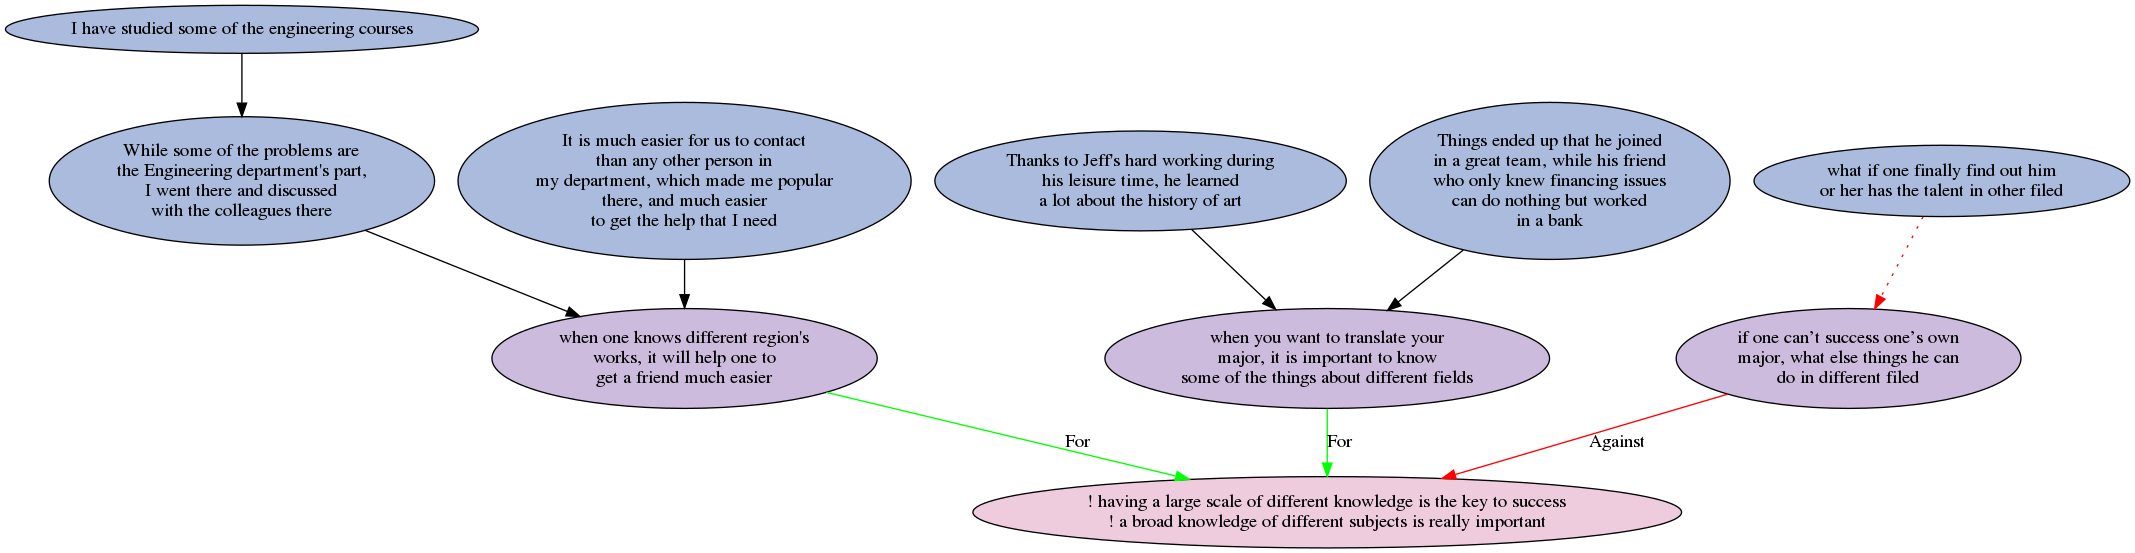 I have studied some of the engineering courses
While some of the problems are
the Engineering department's part,
I went there and discussed
with the colleagues there
It is much easier for us to contact
than any other person in
my department, which made me popular
there, and much easier
to get the help that I need
Thanks to Jeff's hard working during
his leisure time, he learned
a lot about the history of art
Things ended up that he joined
in a great team, while his friend
who only knew financing issues
can do nothing but worked
in a bank
what if one finally find out him
or her has the talent in other filed
when one knows different region's
works, it will help one to
get a friend much easier
when you want to translate your
major, it is important to know
some of the things about different fields
if one can’t success one’s own
major, what else things he can
do in different filed
For
For
Against
! having a large scale of different knowledge is the key to success
! a broad knowledge of different subjects is really important